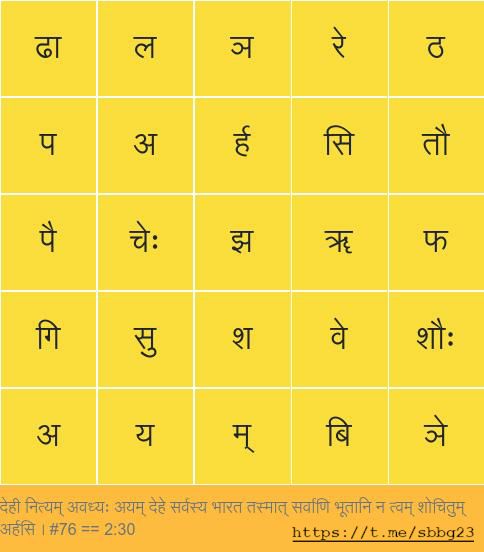 ढा ल ञ रे ठ
प अ र्ह सि तौ
पै चेः झ ॠ फ
गि सु श वे शौः
अ य म् बि ञे
देही नित्यम् अवध्यः अयम् देहे सर्वस्य भारत तस्मात् सर्वाणि भूतानि न त्वम् शोचितुम्
अर्हसि । #76 == 2:30
https://t.me/sbbg23